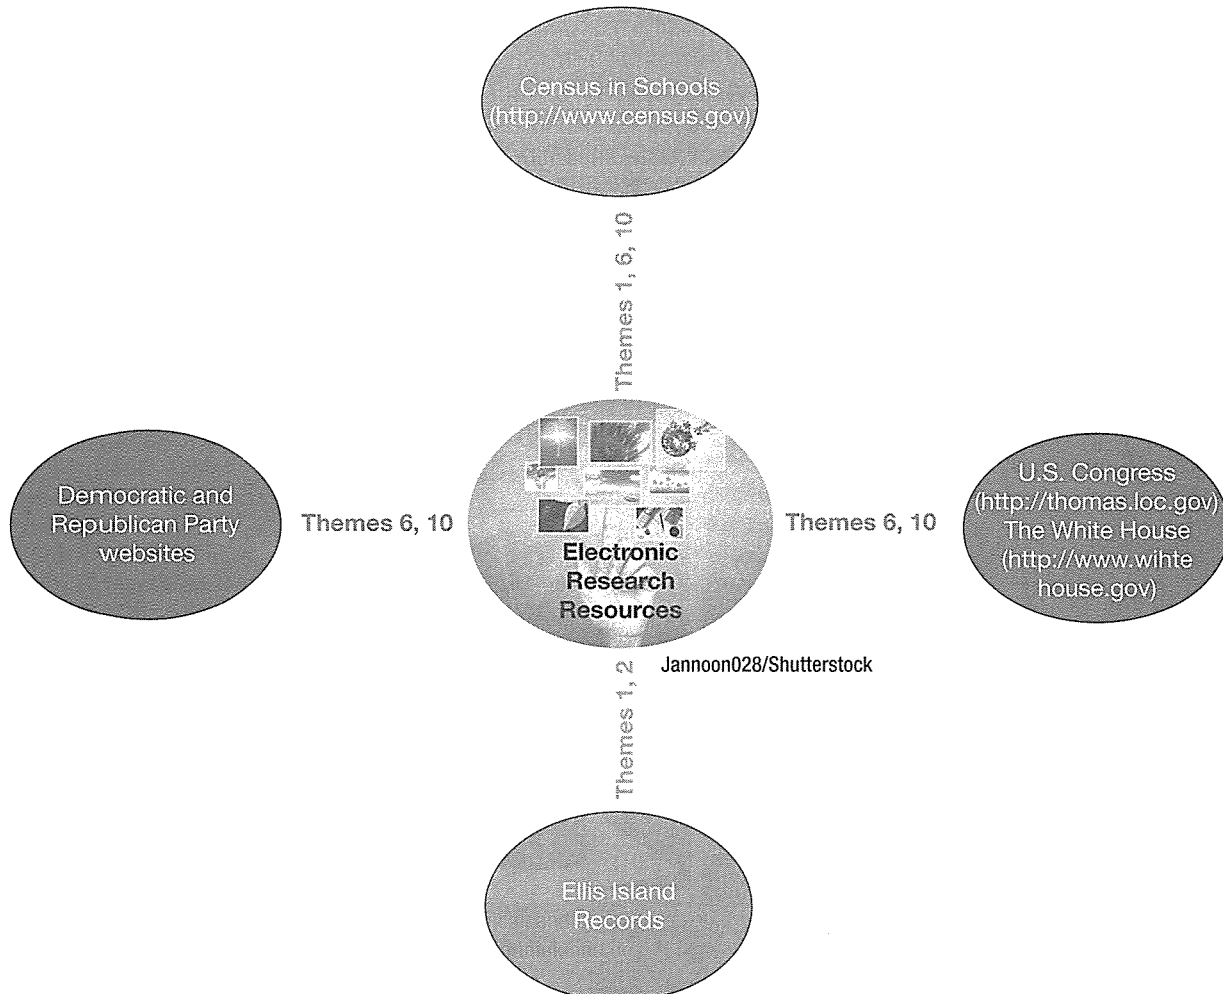 Census in Schools
(http://www.census.gov)
Themes 1, 6, 10
Democratic and
Republican Party
websites
Themes 6, 10
Electronic
Research
Resources
Themes 6, 10
U.S. Congress
(http://thomas.loc.gov)
The White House
(http://www.wihte
house.gov)
Jannoon028/Shutterstock
Themes 1, 2
Ellis Island
Records